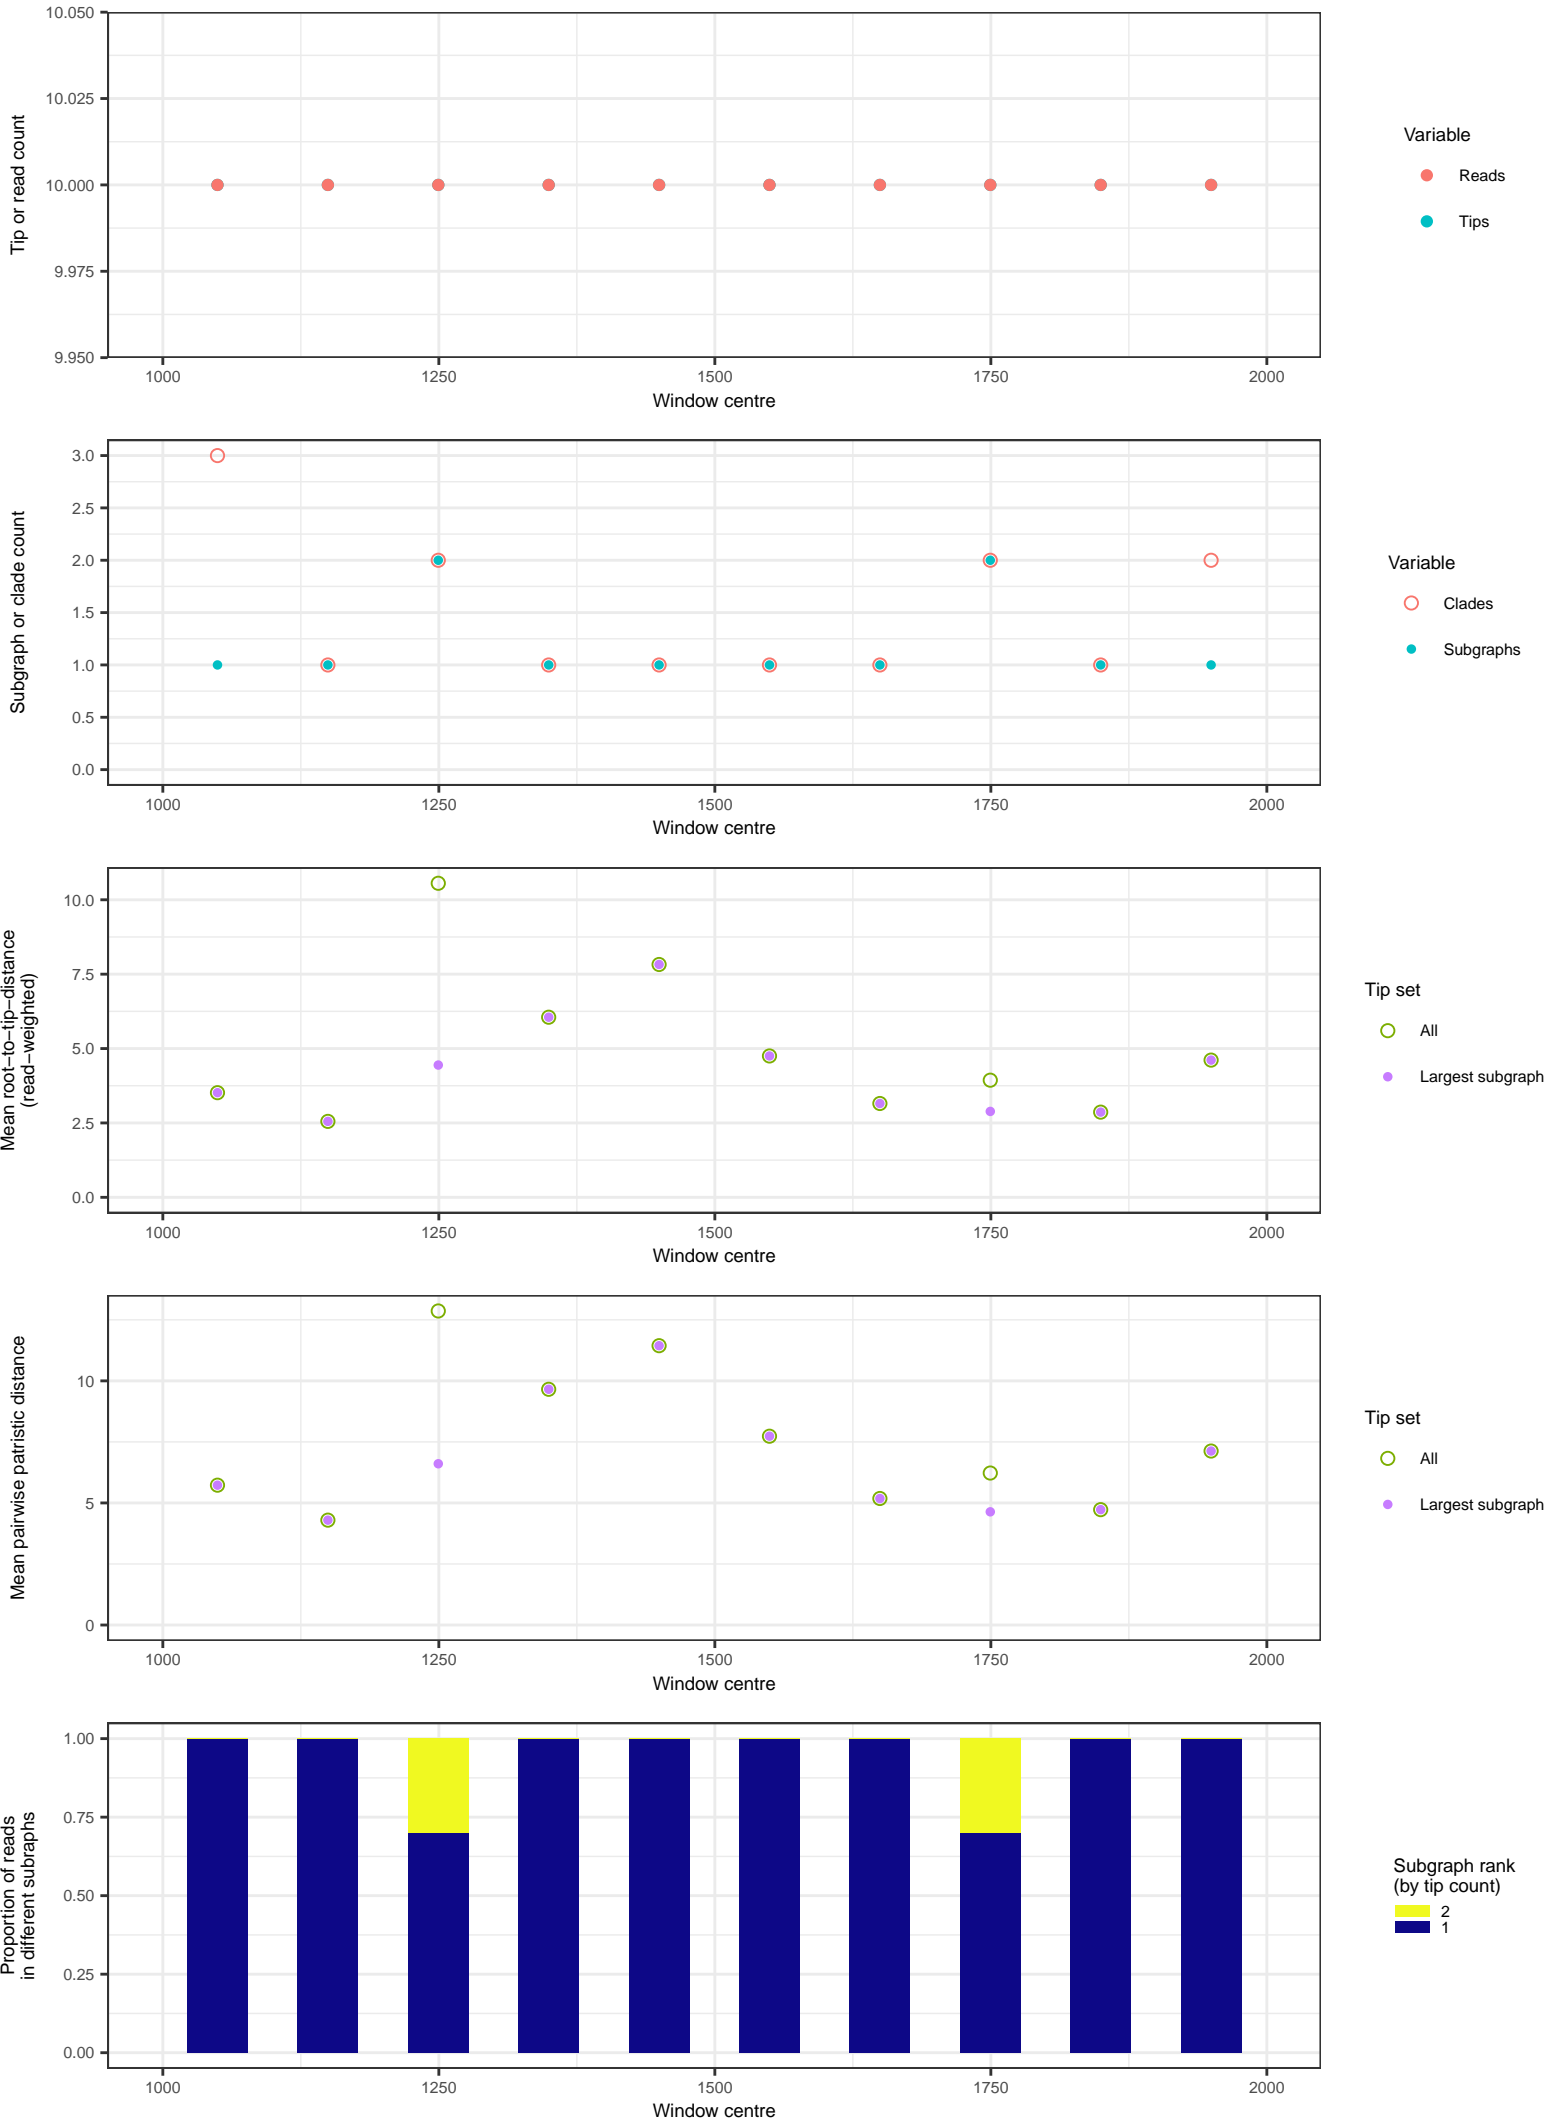 10.050
10.025
10.000
9.975
9.950
Tip or read count
1000
1250
1500
1750
2000
Window centre
Variable
Reads
Tips
3.0
2.5
2.0
1.5
1.0
0.5
0.0
Subgraph or clade count
1000
1250
1500
1750
2000
Window centre
Variable
Clades
Subgraphs
10.0
7.5
5.0
2.5
0.0
Mean root−to−tip−distance
(read−weighted)
1000
1250
1500
1750
2000
Window centre
Tip set
All
Largest subgraph
10
5
0
Mean pairwise patristic distance
1000
1250
1500
1750
2000
Window centre
Tip set
All
Largest subgraph
1.00
0.75
0.50
0.25
0.00
Proportion of reads
in different subraphs
1000
1250
1500
1750
2000
Window centre
Subgraph rank
(by tip count)
2
1